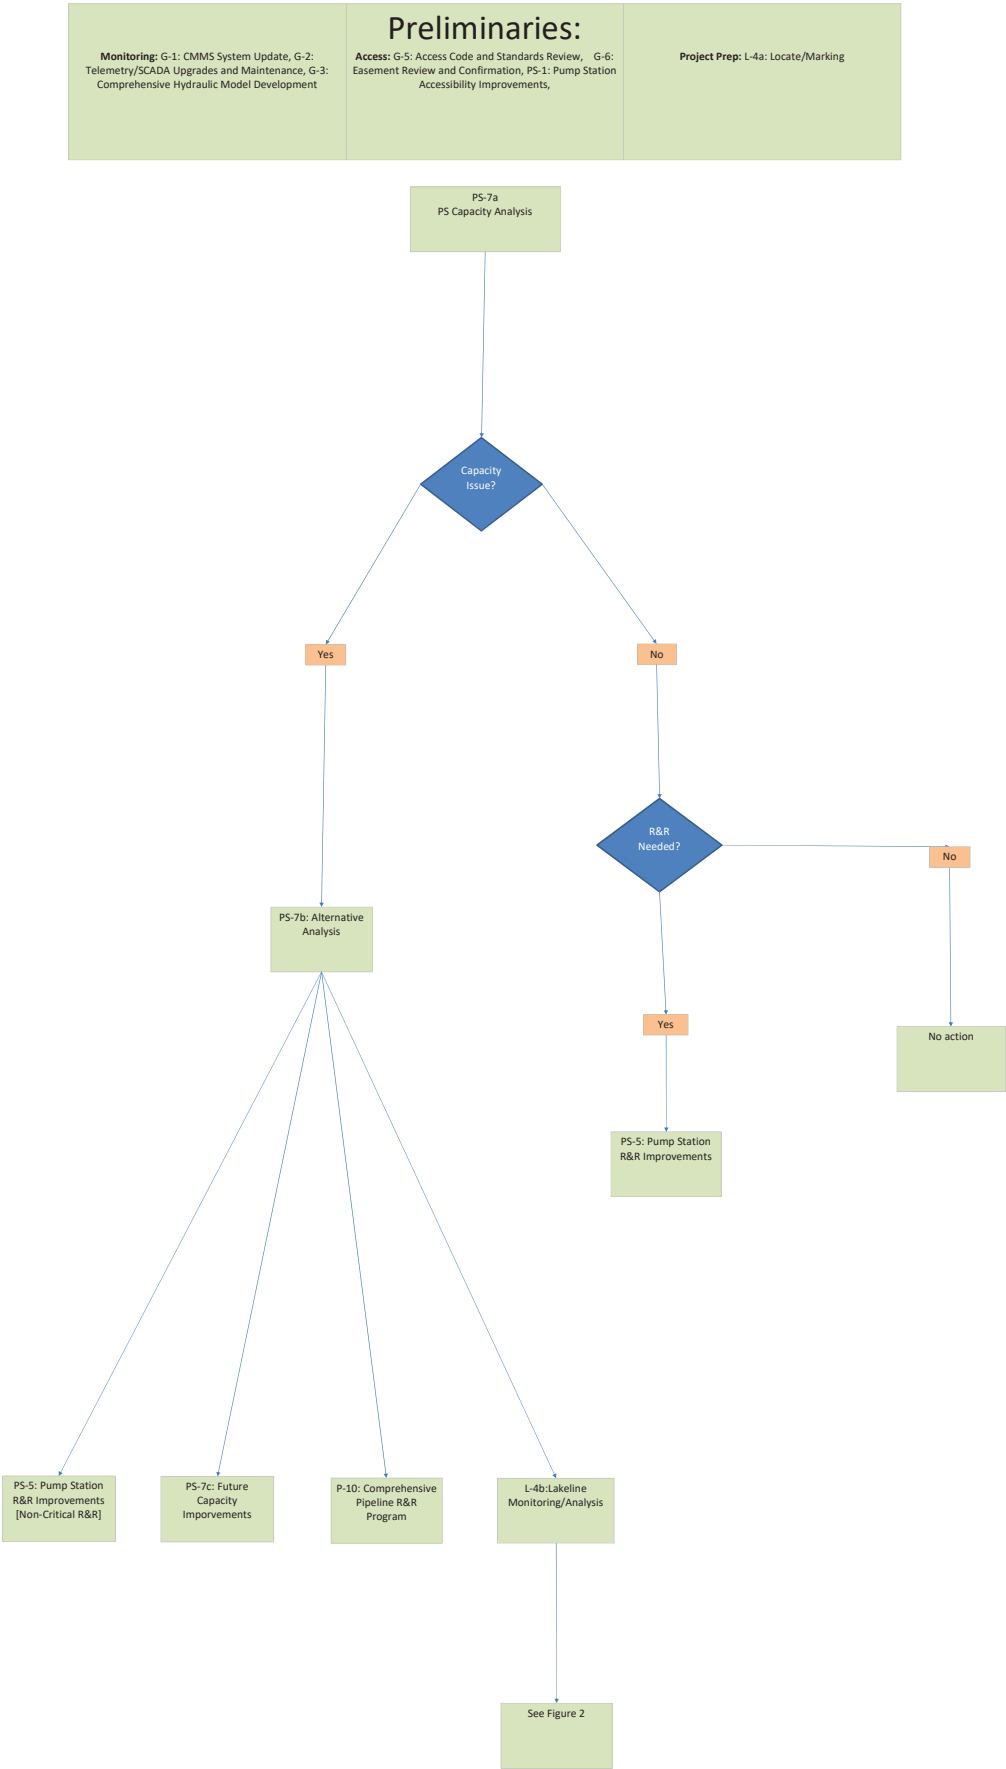 Preliminaries:
Monitoring: G-1: CMMS System Update, G-2:
Telemetry/SCADA Upgrades and Maintenance, G-3:
Comprehensive Hydraulic Model Development
Access: G-5: Access Code and Standards Review, G-6:
Easement Review and Confirmation, PS-1: Pump Station
Accessibility Improvements,
Project Prep: L-4a: Locate/Marking
PS-7a
PS Capacity Analysis
Capacity
Issue?
Yes
No
R&R
Needed?
No
PS-7b: Alternative
Analysis
Yes
No action
PS-5: Pump Station
R&R Improvements
PS-5: Pump Station
R&R Improvements
[Non-Critical R&R]
PS-7c: Future
Capacity
Imporvements
P-10: Comprehensive
Pipeline R&R
Program
L-4b:Lakeline
Monitoring/Analysis
See Figure 2